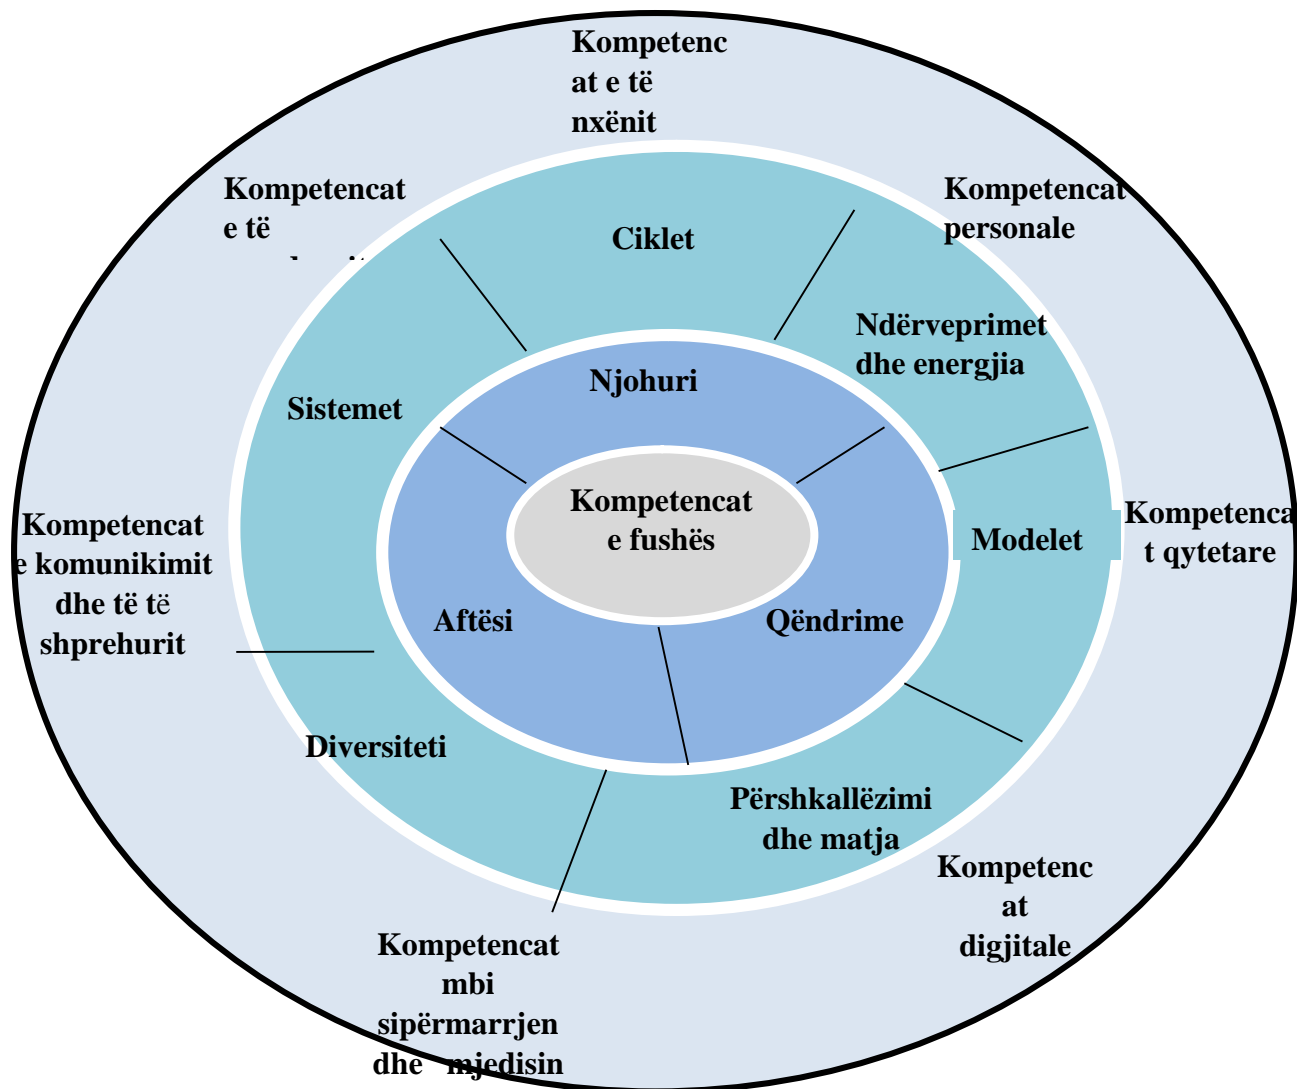 Kompetenc
at e të
nxënit
Kompetencat
e të
Kompetencat
personale
Ciklet
Ndërveprimet
dhe energjia
Njohuri
Sistemet
Kompetencat
e fushës
Kompetencat
e komunikimit
dhe të të
shprehurit
Modelet
Kompetenca
t qytetare
Aftësi
Qëndrime
Diversiteti
Përshkallëzimi
dhe matja
Kompetenc
at
digjitale
Kompetencat
mbi
sipërmarrjen
dhe mjedisin